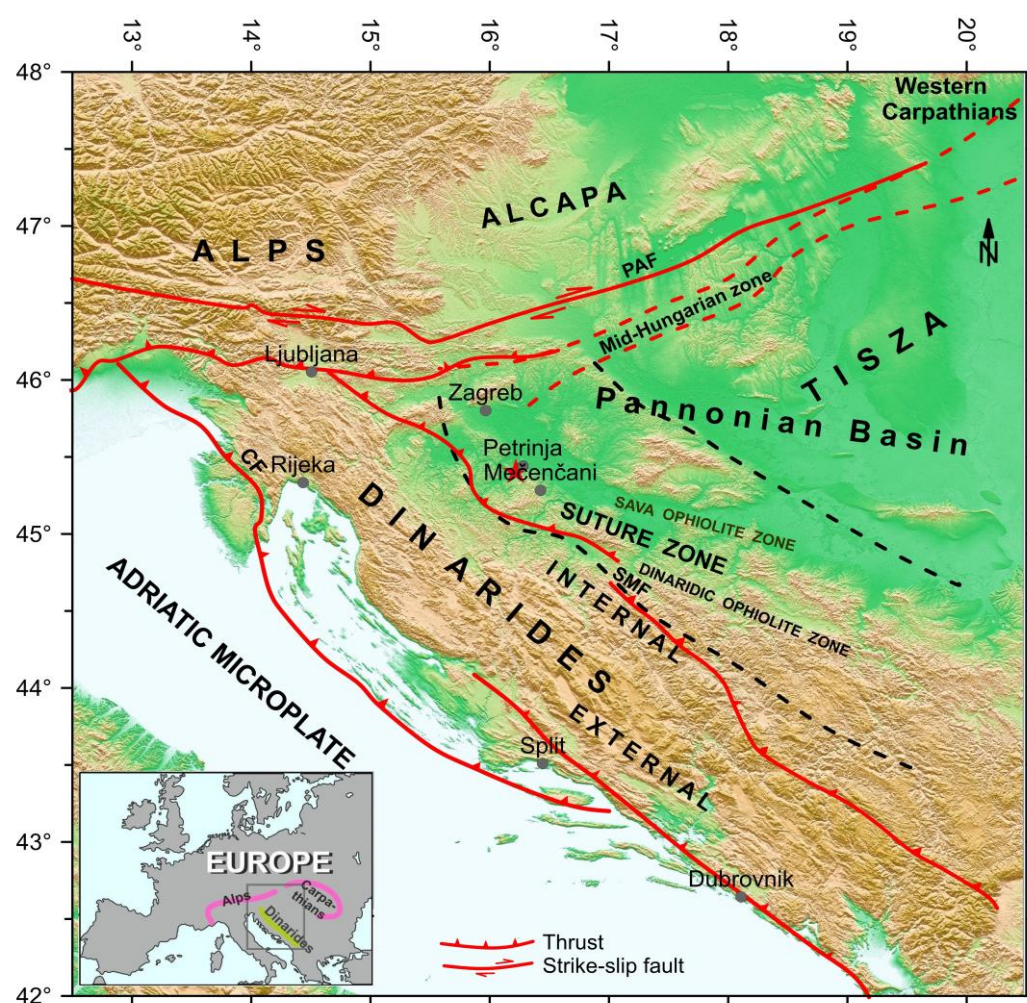 13°
14°
15°
16°
17°
18°
19°
20°
48°
47°
46°
45°
44°
43°
42°
Western
Carpathians
ALCAPA
ALPS
PAF
N
Mid-Hungarian zone
TISZA
Ljubljana
Zagreb
Pannonian Basin
Petrinja
Mečenčani
CF
Rijeka
SAVA OPHIOLITE ZONE
SUTURE ZONE
DINARIDES
DINARIDIC OPHIOLITE ZONE
SMF
INTERNAL
EXTERNAL
ADRIATIC MICROPLATE
Split
Dubrovnik
EUROPE
Alps
Carpa-
thians
Dinarides
Thrust
Strike-slip fault